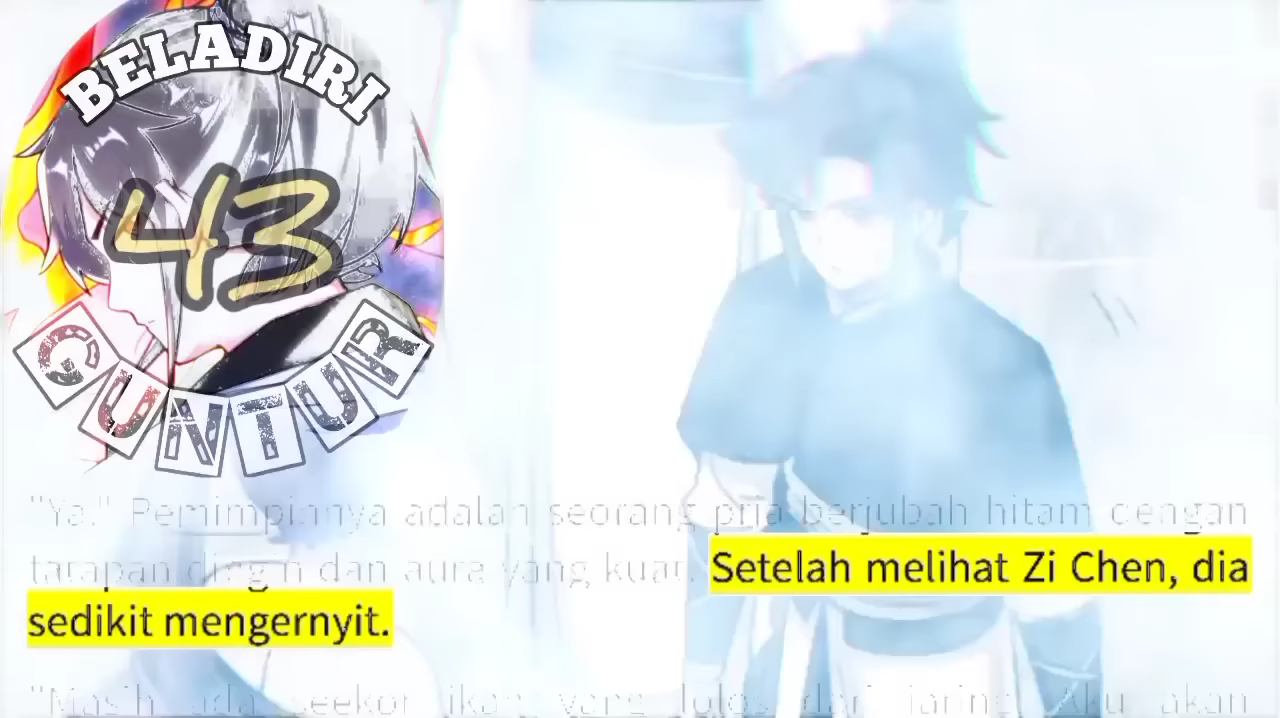 BELADIRI
43
GUNTUR
"Ya." Pemimpinnya adalah seorang pria berjubah hitam dengan
tatapan dingin dan aura yang kuat. Setelah melihat Zi Chen, dia
sedikit mengernyit.
"Masih ada seekor ikan yang lolos dari jaring. Aku akan